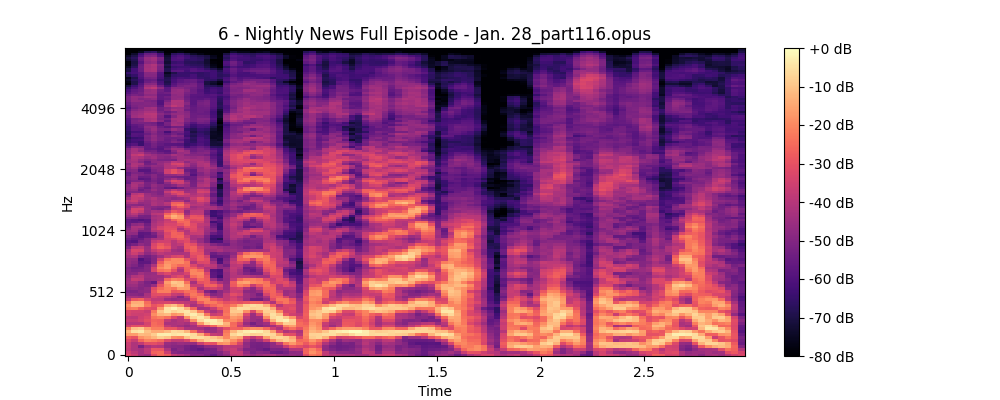 6 - Nightly News Full Episode - Jan. 28_part116.opus
Hz
4096
2048
1024
512
0
0 0.5 1 1.5 2 2.5
Time
+0 dB
-10 dB
-20 dB
-30 dB
-40 dB
-50 dB
-60 dB
-70 dB
-80 dB